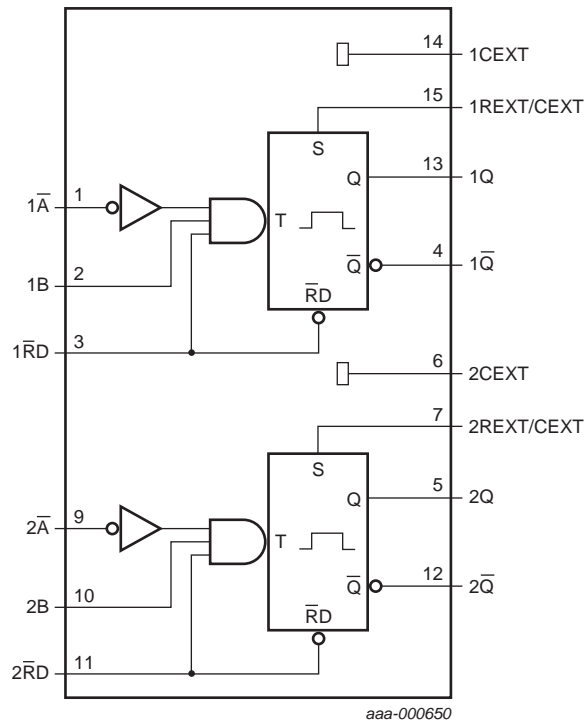 14 1CEXT
15 1REXT/CEXT
S
Q 13 1Q
1A̅ 1
T
Q̅ 4 1Q̅
1B 2
R̅D
1R̅D 3
6 2CEXT
7 2REXT/CEXT
S
Q 5 2Q
2A̅ 9
T
Q̅ 12 2Q̅
2B 10
R̅D
2R̅D 11
aaa-000650